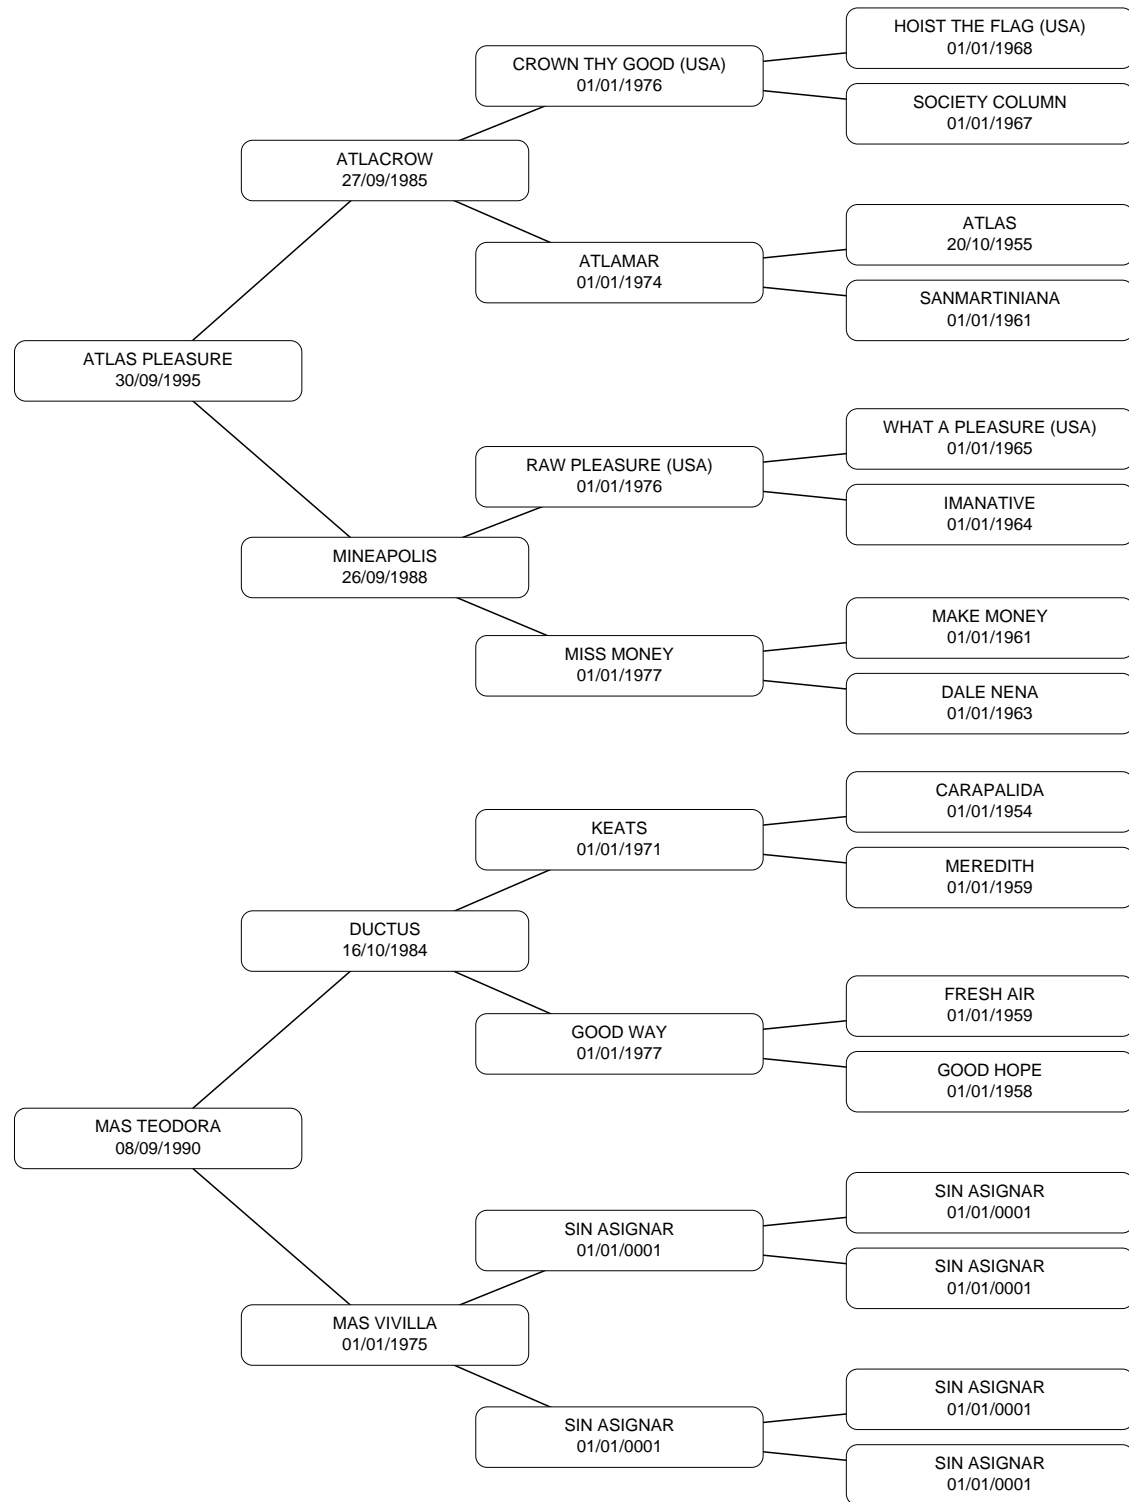 HOIST THE FLAG (USA)
01/01/1968
CROWN THY GOOD (USA)
01/01/1976
SOCIETY COLUMN
01/01/1967
ATLACROW
27/09/1985
ATLAS
20/10/1955
ATLAMAR
01/01/1974
SANMARTINIANA
01/01/1961
ATLAS PLEASURE
30/09/1995
WHAT A PLEASURE (USA)
01/01/1965
RAW PLEASURE (USA)
01/01/1976
IMANATIVE
01/01/1964
MINEAPOLIS
26/09/1988
MAKE MONEY
01/01/1961
MISS MONEY
01/01/1977
DALE NENA
01/01/1963
CARAPALIDA
01/01/1954
KEATS
01/01/1971
MEREDITH
01/01/1959
DUCTUS
16/10/1984
FRESH AIR
01/01/1959
GOOD WAY
01/01/1977
GOOD HOPE
01/01/1958
MAS TEODORA
08/09/1990
SIN ASIGNAR
01/01/0001
SIN ASIGNAR
01/01/0001
SIN ASIGNAR
01/01/0001
MAS VIVILLA
01/01/1975
SIN ASIGNAR
01/01/0001
SIN ASIGNAR
01/01/0001
SIN ASIGNAR
01/01/0001